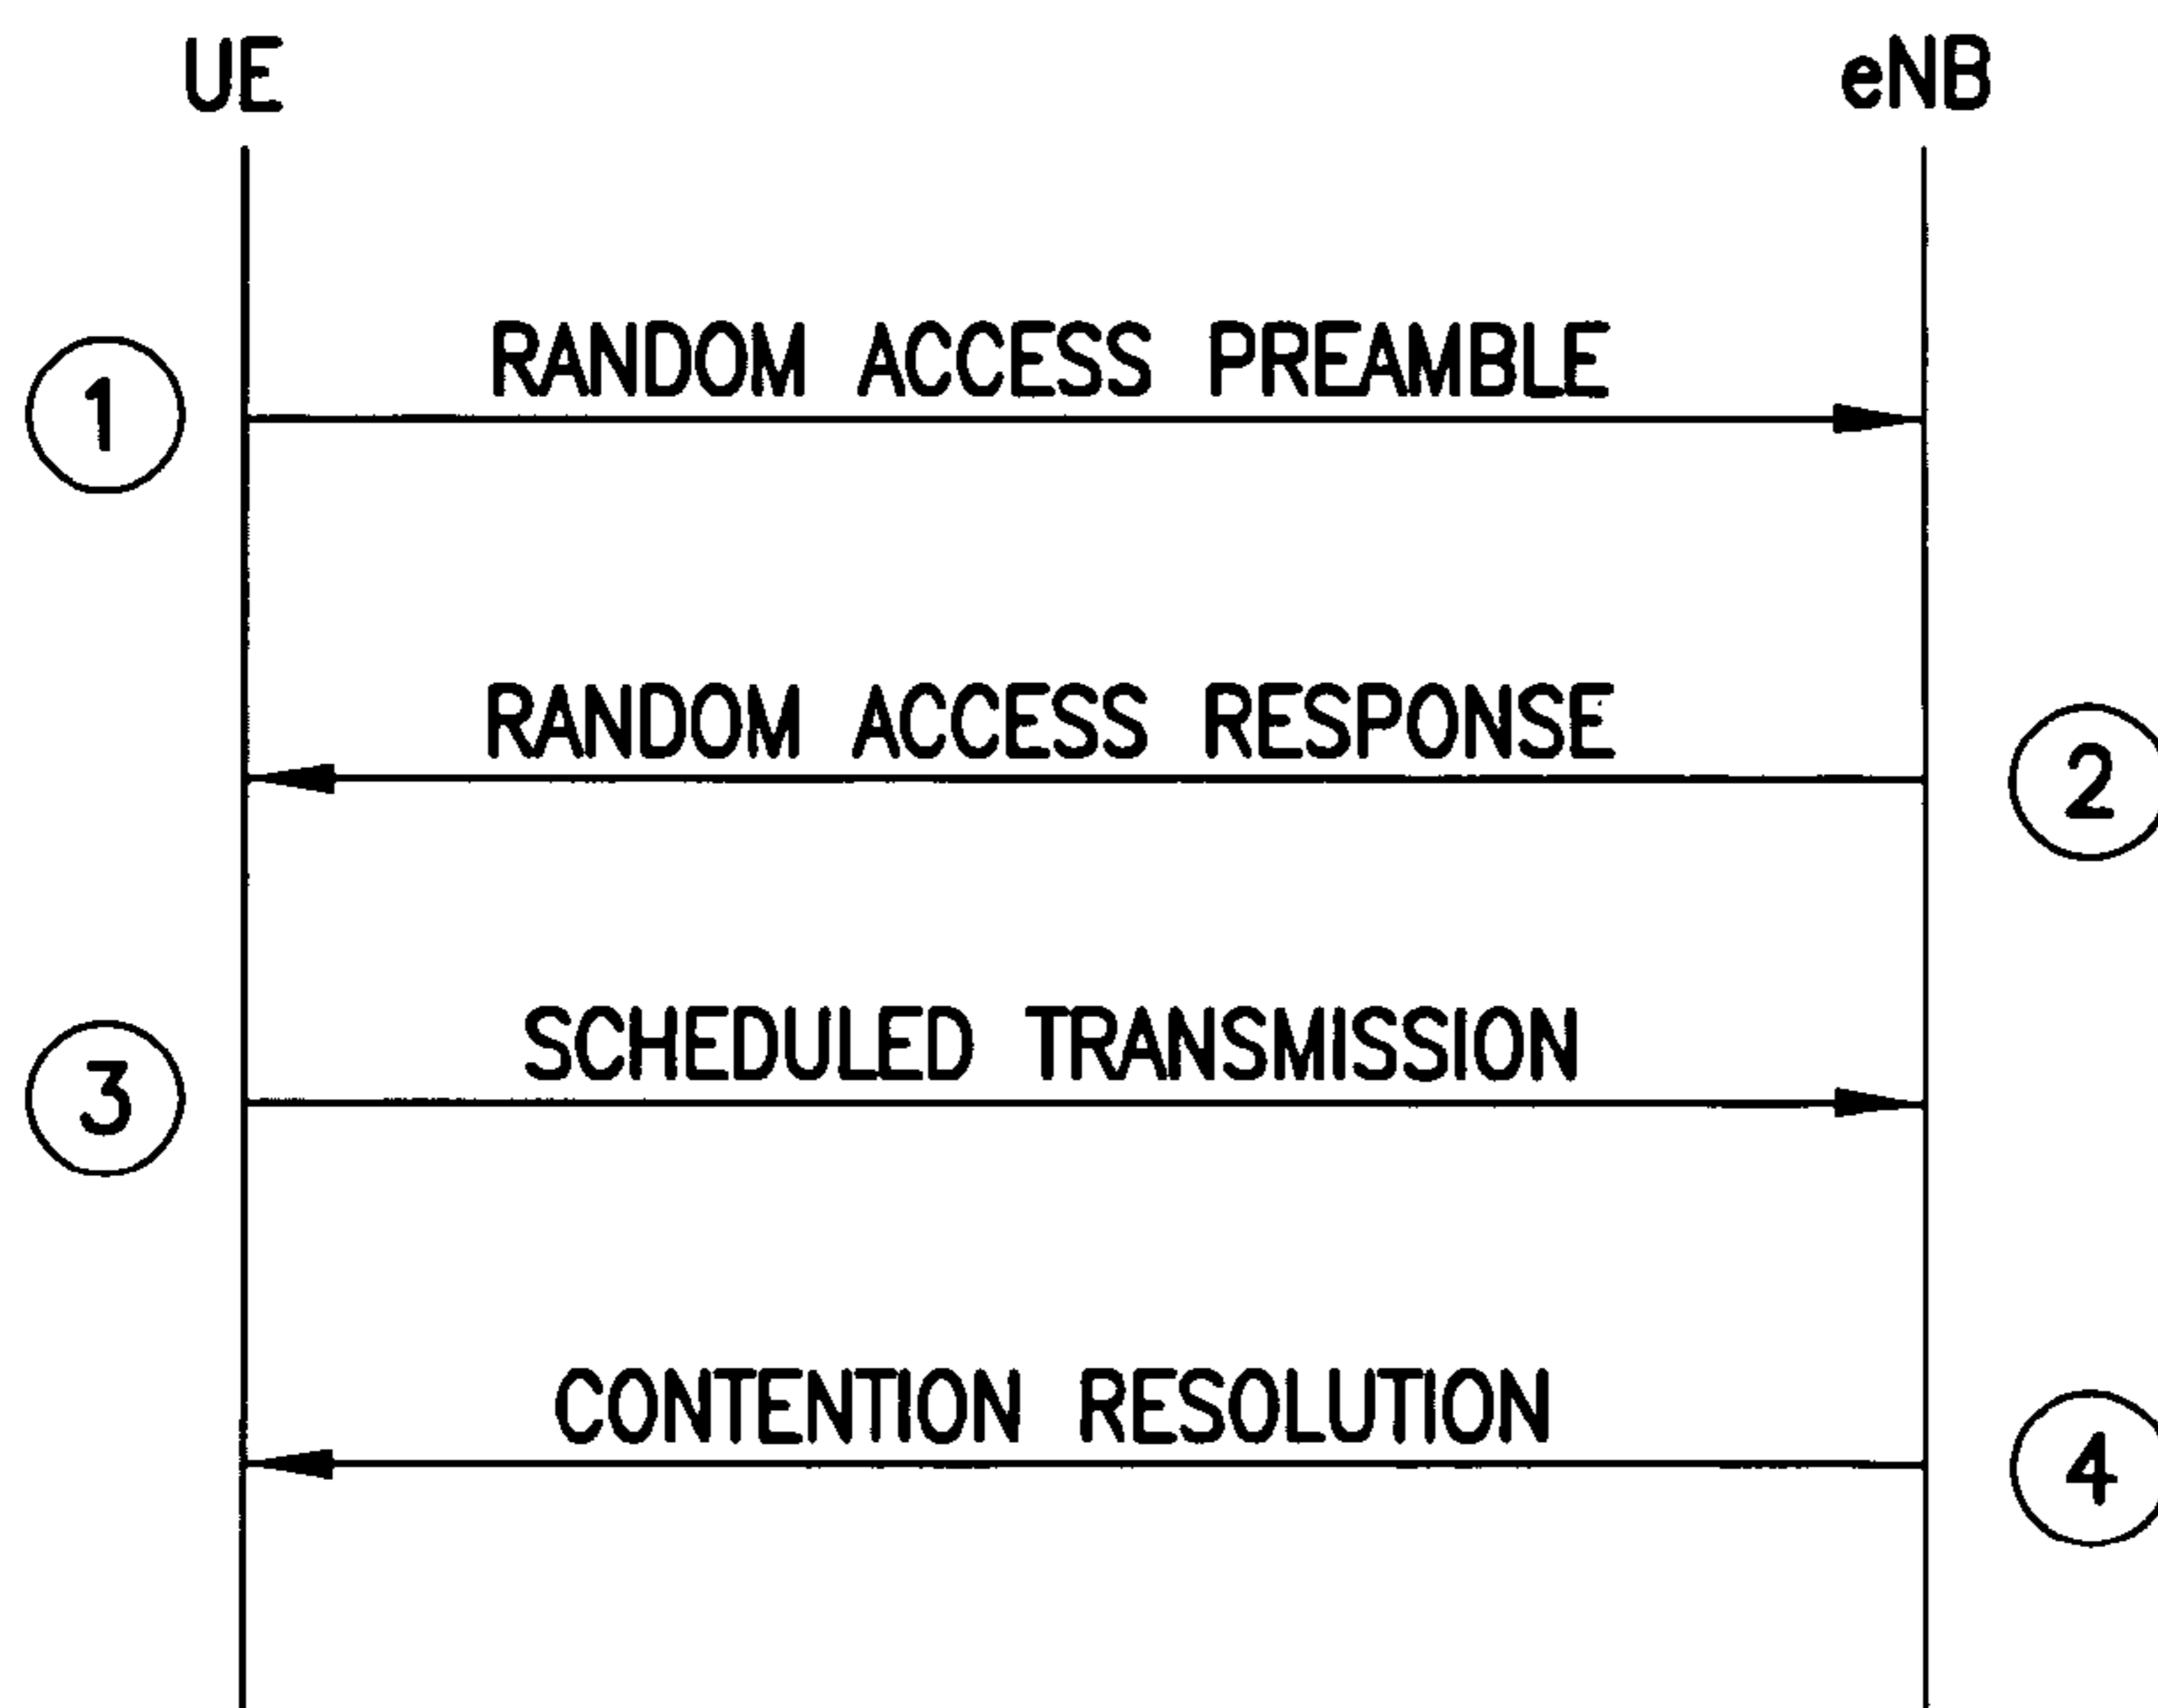 UE eNB
RANDOM ACCESS PREAMBLE
1
RANDOM ACCESS RESPONSE
2
SCHEDULED TRANSMISSION
3
CONTENTION RESOLUTION
4